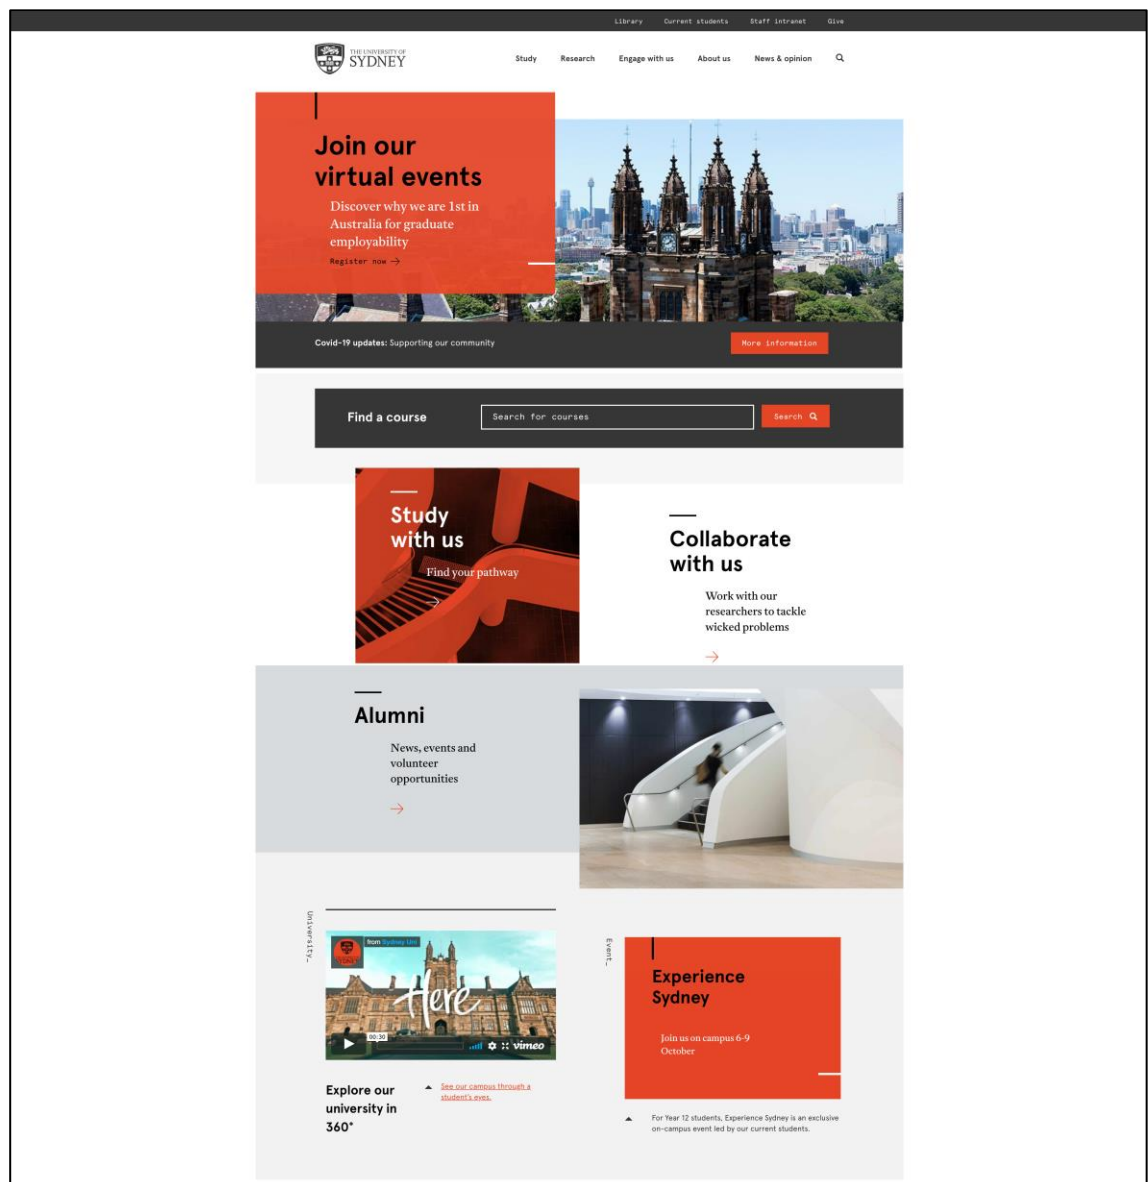 Library Current students Staff intranet Give
THE UNIVERSITY OF
SYDNEY
Study Research Engage with us About us News & opinion
Join our
virtual events
Discover why we are 1st in
Australia for graduate
employability
Register now →
Covid-19 updates: Supporting our community
More information
Find a course
Search for courses
Search
Study
with us
Find your pathway
→
Collaborate
with us
Work with our
researchers to tackle
wicked problems
→
Alumni
News, events and
volunteer
opportunities
→
University_
from Sydney Uni
SYDNEY
Here
00:30
vimeo
Explore our
university in
360°
See our campus through a
student's eyes.
Event_
Experience
Sydney
Join us on campus 6-9
October
For Year 12 students, Experience Sydney is an exclusive
on-campus event led by our current students.